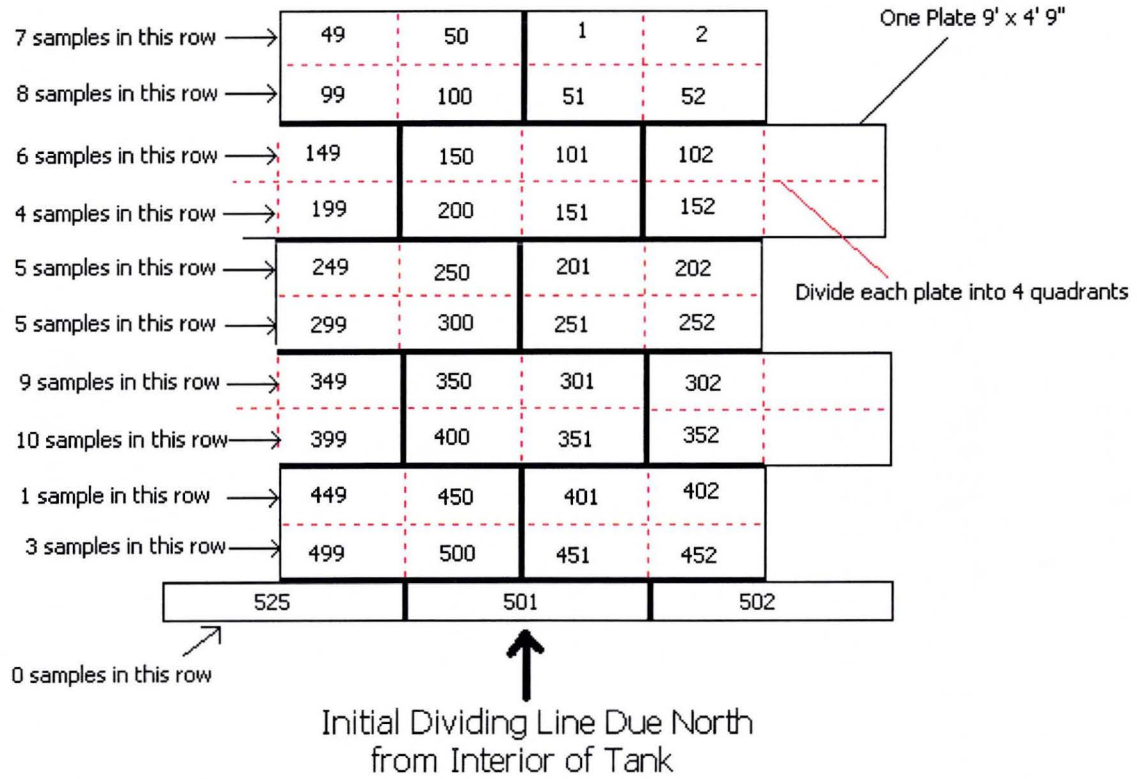 One Plate 9' x 4' 9"
7 samples in this row 49 50 1 2
8 samples in this row 99 100 51 52
6 samples in this row 149 150 101 102
4 samples in this row 199 200 151 152
5 samples in this row 249 250 201 202
Divide each plate into 4 quadrants
5 samples in this row 299 300 251 252
9 samples in this row 349 350 301 302
10 samples in this row 399 400 351 352
1 sample in this row 449 450 401 402
3 samples in this row 499 500 451 452
525 501 502
0 samples in this row
Initial Dividing Line Due North
from Interior of Tank